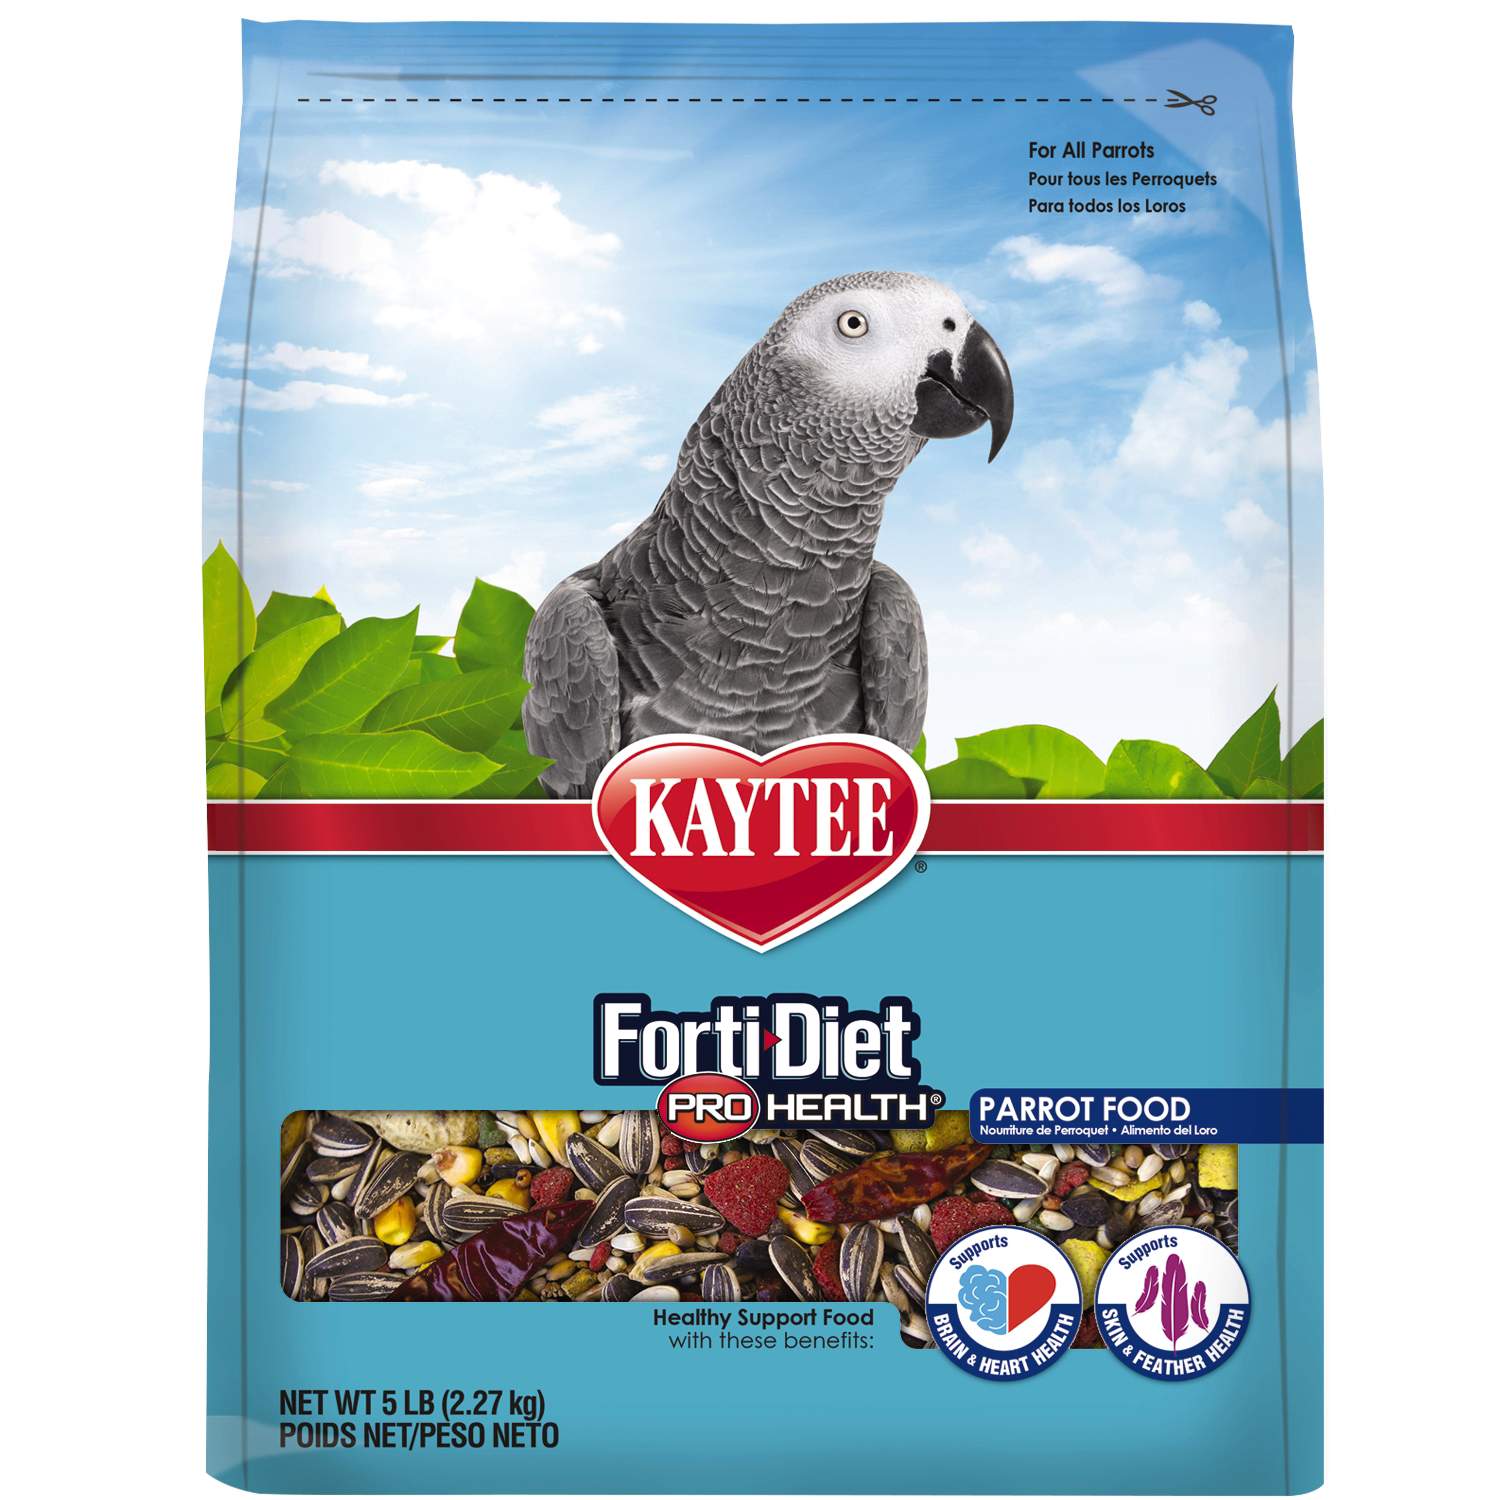 For All Parrots
Pour tous les Perroquets
Para todos los Loros
KAYTEE
®
Forti Diet
PRO HEALTH®
PARROT FOOD
Nourriture de Perroquet • Alimento del Loro
Healthy Support Food
with these benefits:
Supports
BRAIN & HEART HEALTH
Supports
SKIN & FEATHER HEALTH
NET WT 5 LB (2.27 kg)
POIDS NET/PESO NETO